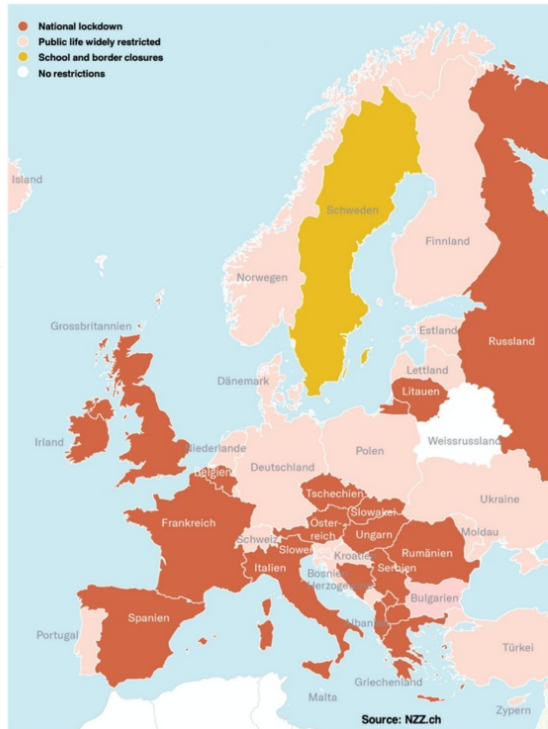 National lockdown
Public life widely restricted
School and border closures
No restrictions
Island
Schweden
Finnland
Norwegen
Grossbritannien
Estland
Russland
Lettland
Dänemark
Litauen
Irland
Niederlande
Weissrussland
Belgien
Polen
Deutschland
Tschechien
Ukraine
Slowakei
Frankreich
Öster-
reich
Ungarn
Moldau
Schweiz
Slowenien
Kroatien
Rumänien
Italien
Serbien
Bosnien
Herzegowina
Bulgarien
Spanien
Portugal
Albanien
Türkei
Griechenland
Malta
Zypern
Source: NZZ.ch